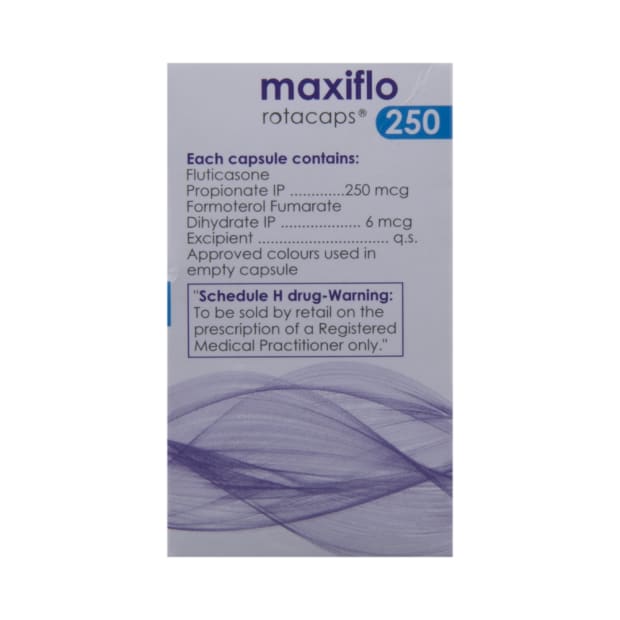 maxiflo
rotacaps® 250
Each capsule contains:
Fluticasone
Propionate IP .............250 mcg
Formoterol Fumarate
Dihydrate IP ................... 6 mcg
Excipient ............................... q.s.
Approved colours used in
empty capsule
"Schedule H drug-Warning:
To be sold by retail on the
prescription of a Registered
Medical Practitioner only."